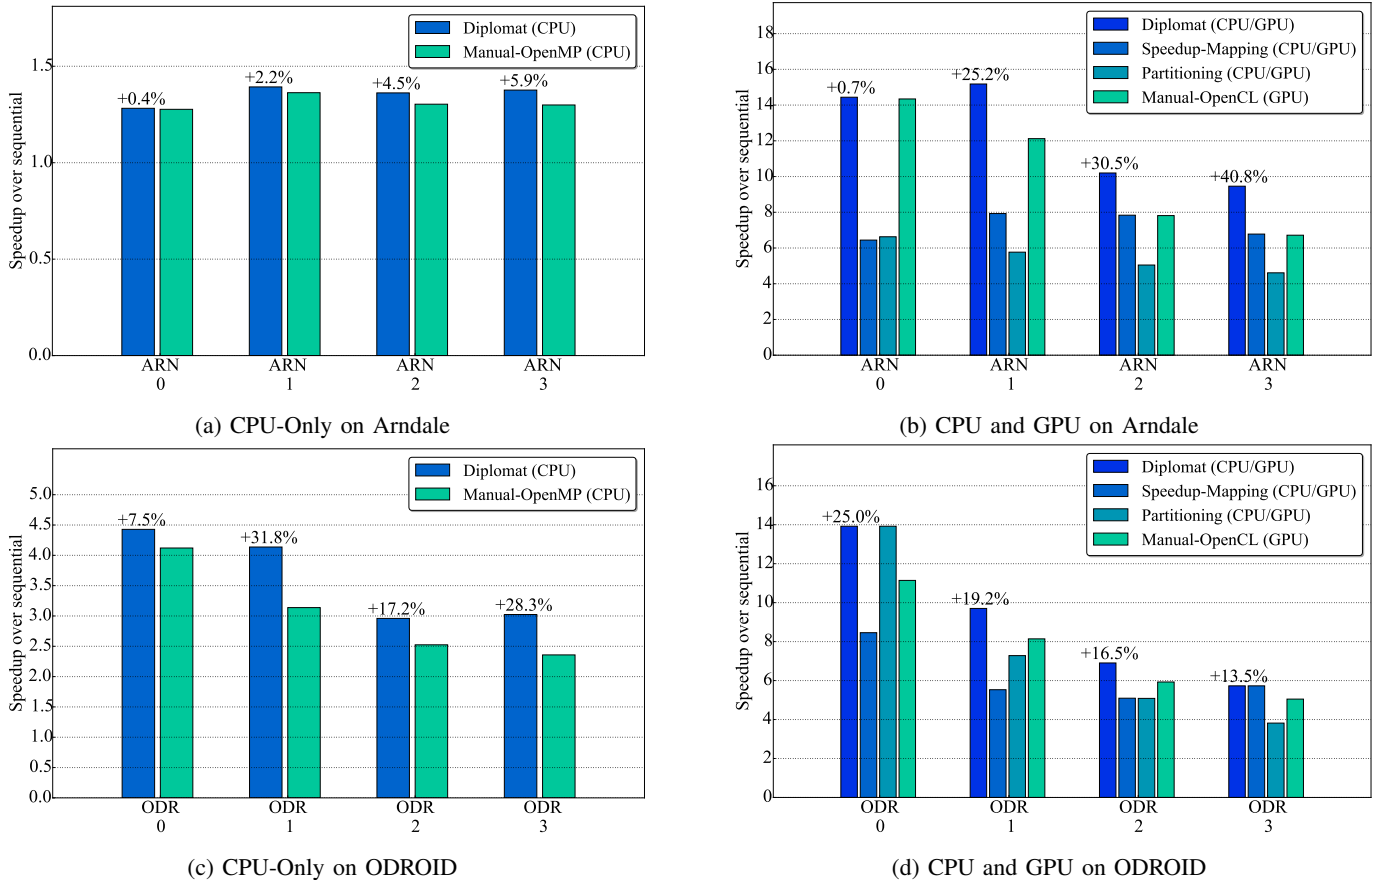 Diplomat (CPU)
Manual-OpenMP (CPU)
Speedup over sequential
1.5
1.0
0.5
0.0
+0.4%
+2.2%
+4.5%
+5.9%
ARN ARN ARN ARN
0 1 2 3
(a) CPU-Only on Arndale
Diplomat (CPU/GPU)
Speedup-Mapping (CPU/GPU)
Partitioning (CPU/GPU)
Manual-OpenCL (GPU)
Speedup over sequential
18
16
14
12
10
8
6
4
2
0
+0.7%
+25.2%
+30.5%
+40.8%
ARN ARN ARN ARN
0 1 2 3
(b) CPU and GPU on Arndale
Diplomat (CPU)
Manual-OpenMP (CPU)
Speedup over sequential
5.0
4.5
4.0
3.5
3.0
2.5
2.0
1.5
1.0
0.5
0.0
+7.5%
+31.8%
+17.2%
+28.3%
ODR ODR ODR ODR
0 1 2 3
(c) CPU-Only on ODROID
Diplomat (CPU/GPU)
Speedup-Mapping (CPU/GPU)
Partitioning (CPU/GPU)
Manual-OpenCL (GPU)
Speedup over sequential
16
14
12
10
8
6
4
2
0
+25.0%
+19.2%
+16.5%
+13.5%
ODR ODR ODR ODR
0 1 2 3
(d) CPU and GPU on ODROID